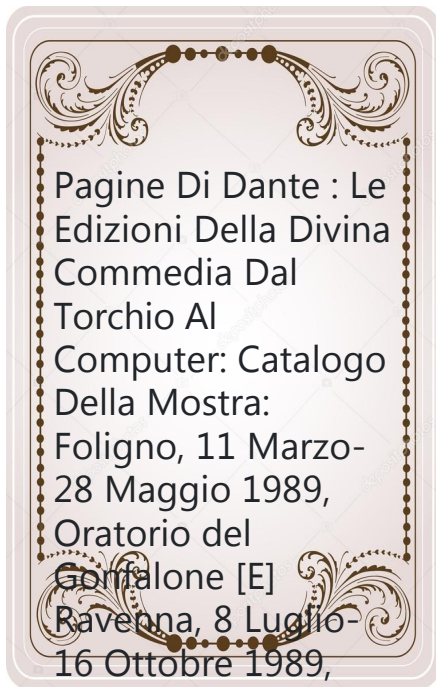 Pagine Di Dante : Le
Edizioni Della Divina
Commedia Dal
Torchio Al
Computer: Catalogo
Della Mostra:
Foligno, 11 Marzo-
28 Maggio 1989,
Oratorio del
Gonfalone [E]
Ravenna, 8 Luglio-
16 Ottobre 1989,